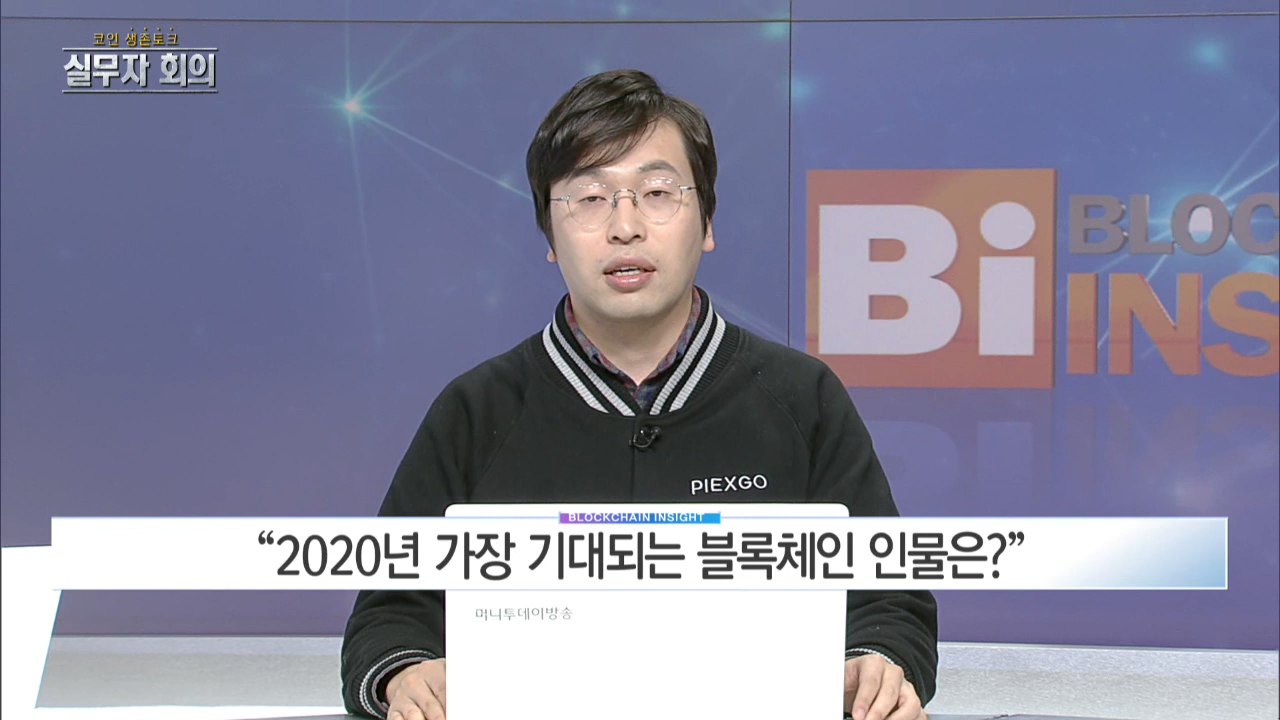 코인 생존토크
실무자 회의
Bi
BLOC
INS
PIEXGO
BLOCKCHAIN INSIGHT
“2020년 가장 기대되는 블록체인 인물은?”
머니투데이방송